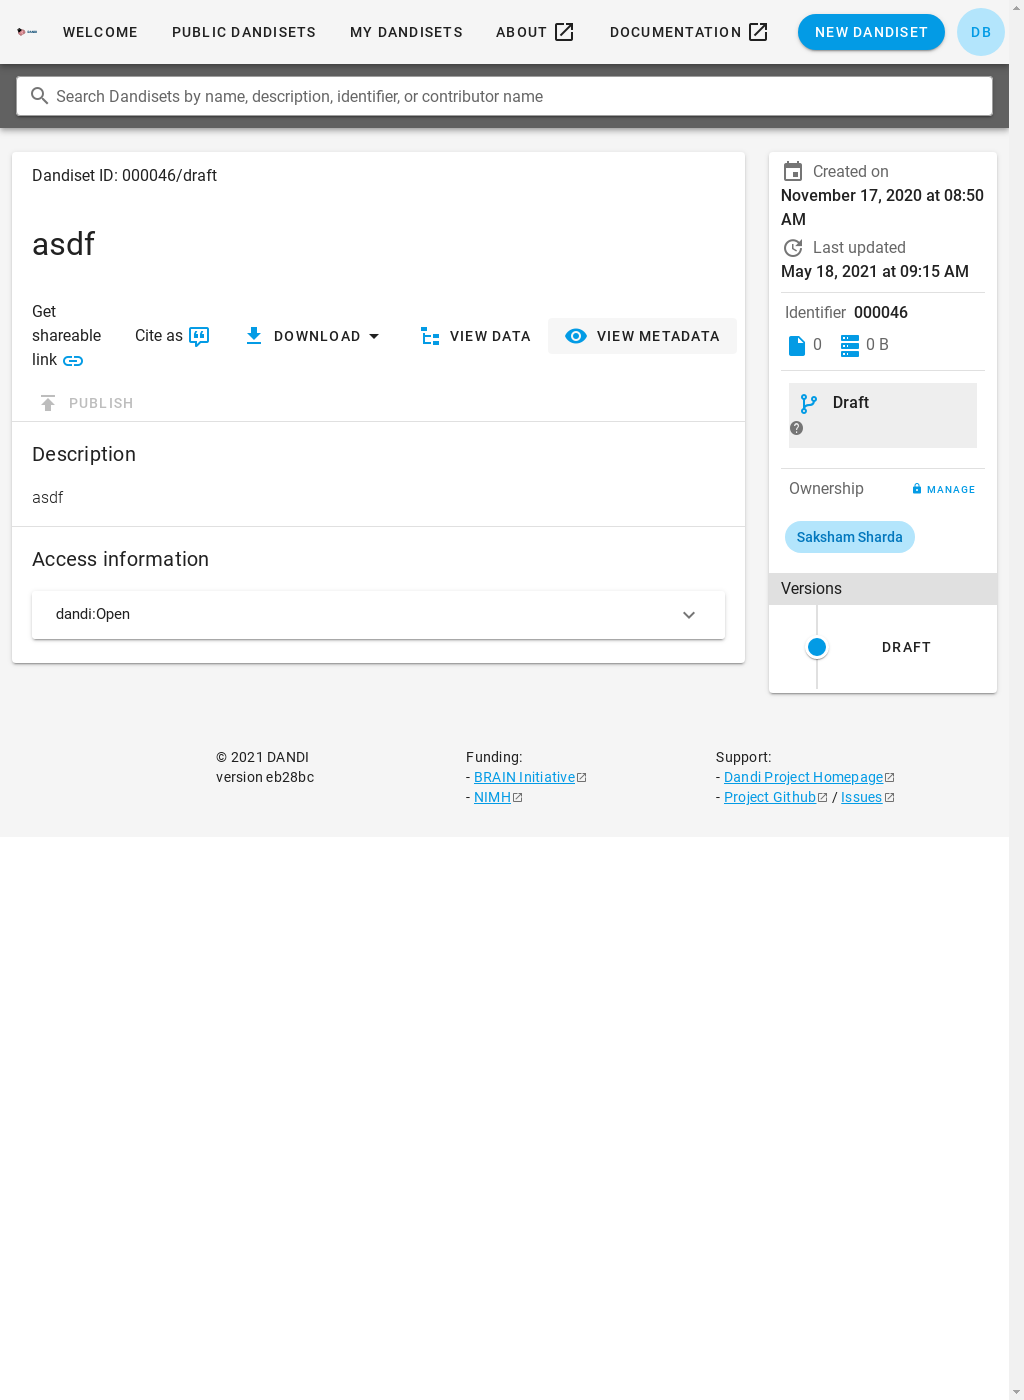 WELCOME
PUBLIC DANDISETS
MY DANDISETS
ABOUT
DOCUMENTATION
NEW DANDISET
DB
Search Dandisets by name, description, identifier, or contributor name
Dandiset ID: 000046/draft
asdf
Get
shareable
link
Cite as
DOWNLOAD
VIEW DATA
VIEW METADATA
PUBLISH
Description
asdf
Access information
dandi:Open
Created on
November 17, 2020 at 08:50
AM
Last updated
May 18, 2021 at 09:15 AM
Identifier 000046
0
0 B
Draft
Ownership
MANAGE
Saksham Sharda
Versions
DRAFT
© 2021 DANDI
version eb28bc
Funding:
- BRAIN Initiative
- NIMH
Support:
- Dandi Project Homepage
- Project Github / Issues